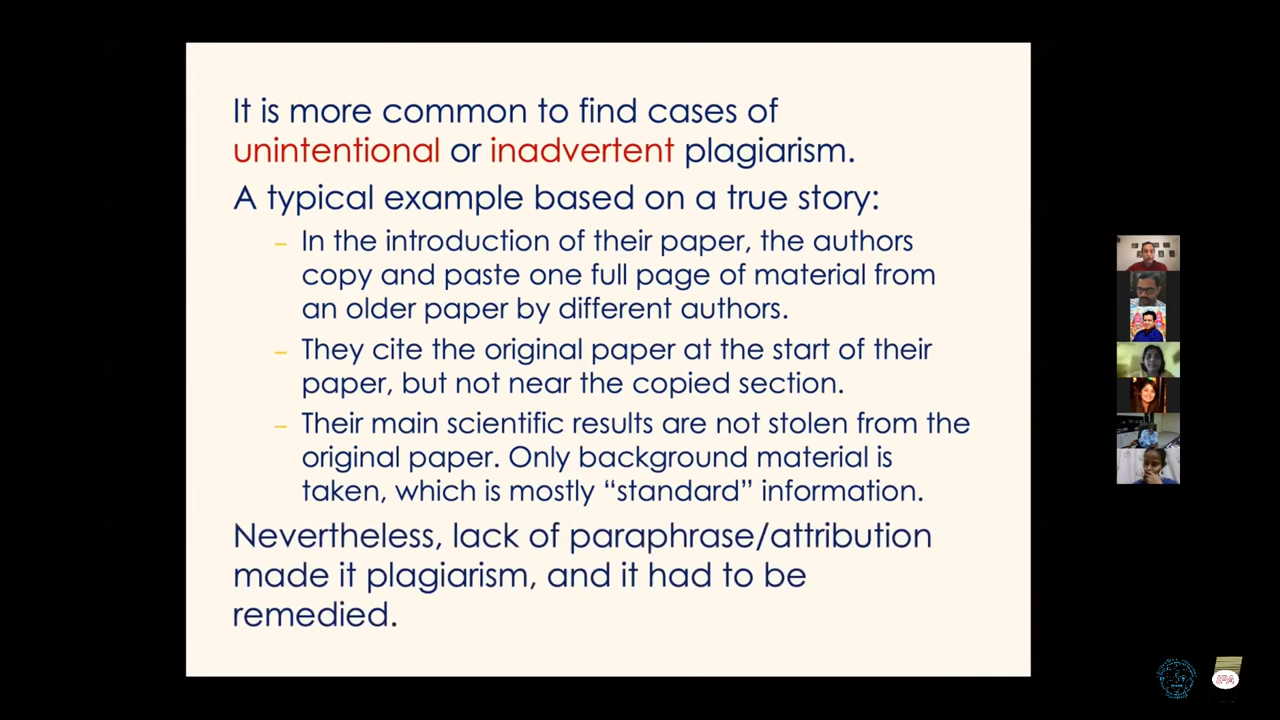 It is more common to find cases of
unintentional or inadvertent plagiarism.
A typical example based on a true story:
– In the introduction of their paper, the authors
copy and paste one full page of material from
an older paper by different authors.
– They cite the original paper at the start of their
paper, but not near the copied section.
– Their main scientific results are not stolen from the
original paper. Only background material is
taken, which is mostly “standard” information.
Nevertheless, lack of paraphrase/attribution
made it plagiarism, and it had to be
remedied.